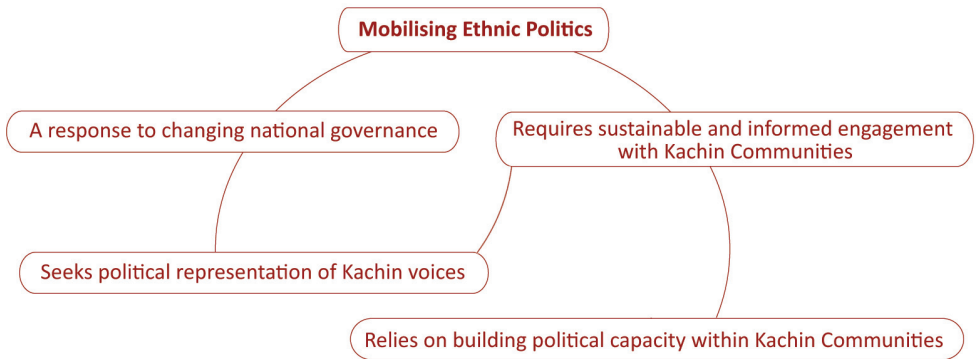 Mobilising Ethnic Politics
A response to changing national governance
Requires sustainable and informed engagement
with Kachin Communities
Seeks political representation of Kachin voices
Relies on building political capacity within Kachin Communities